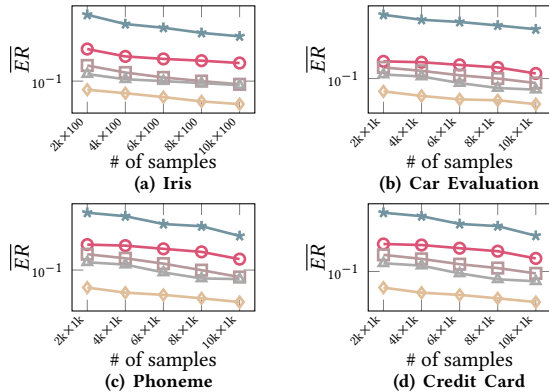 ER
10⁻¹
2k×100
4k×100
6k×100
8k×100
10k×100
# of samples
(a) Iris
ER
10⁻¹
2k×1k
4k×1k
6k×1k
8k×1k
10k×1k
# of samples
(b) Car Evaluation
ER
10⁻¹
2k×1k
4k×1k
6k×1k
8k×1k
10k×1k
# of samples
(c) Phoneme
ER
10⁻¹
2k×1k
4k×1k
6k×1k
8k×1k
10k×1k
# of samples
(d) Credit Card